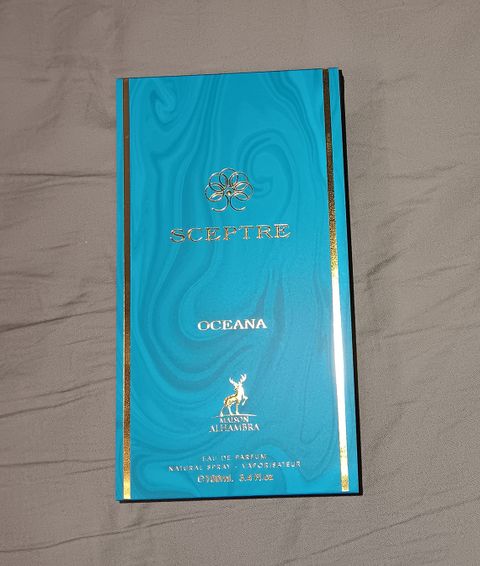 SCEPTRE
OCEANA
MAISON
ALHAMBRA
EAU DE PARFUM
NATURAL SPRAY - VAPORISATEUR
℮100ml. 3.4 fl.oz